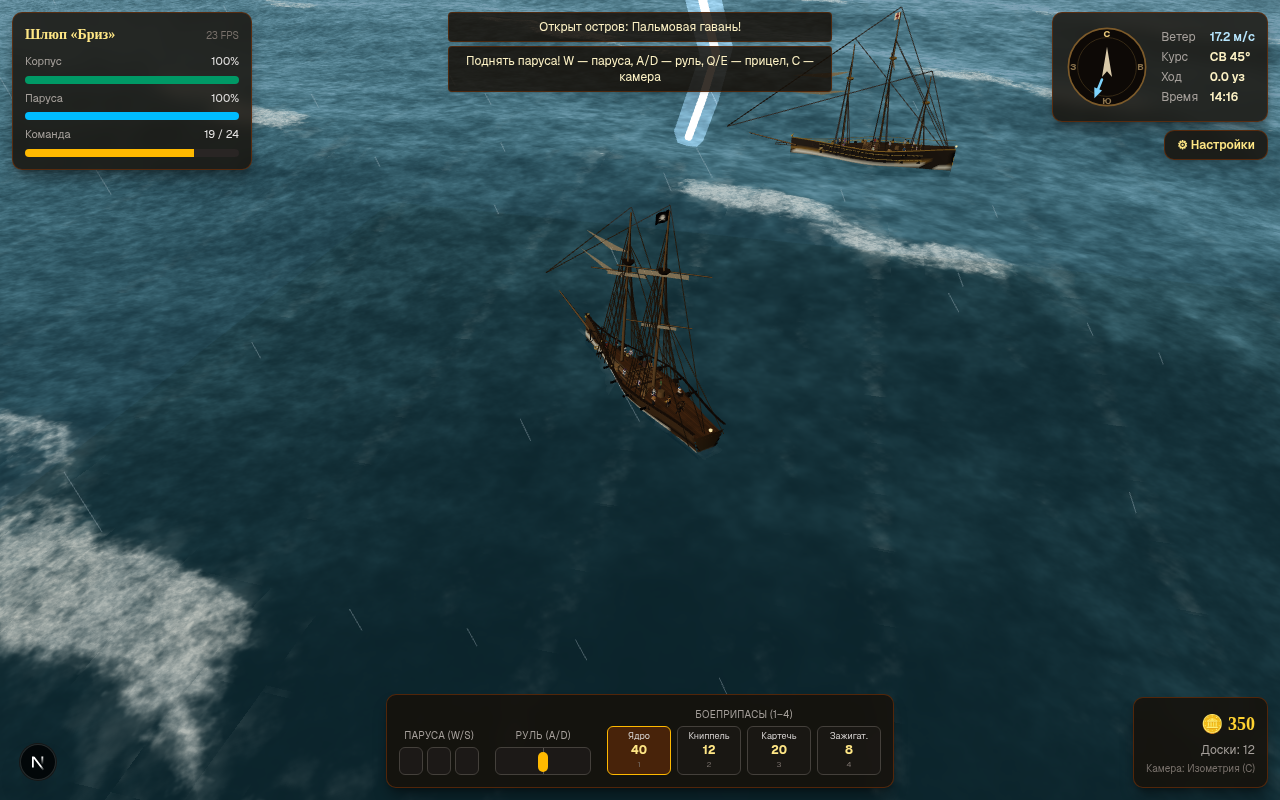 Шлюп «Бриз»
23 FPS
Корпус 100%
Паруса 100%
Команда 19 / 24
Открыт остров: Пальмовая гавань!
Поднять паруса! W — паруса, A/D — руль, Q/E — прицел, C —
камера
С
З В
Ю
Ветер 17.2 м/с
Курс СВ 45°
Ход 0.0 уз
Время 14:16
⚙ Настройки
ПАРУСА (W/S)
РУЛЬ (A/D)
БОЕПРИПАСЫ (1–4)
Ядро
40
1
Книппель
12
2
Картечь
20
3
Зажигат.
8
4
N
350
Доски: 12
Камера: Изометрия (C)